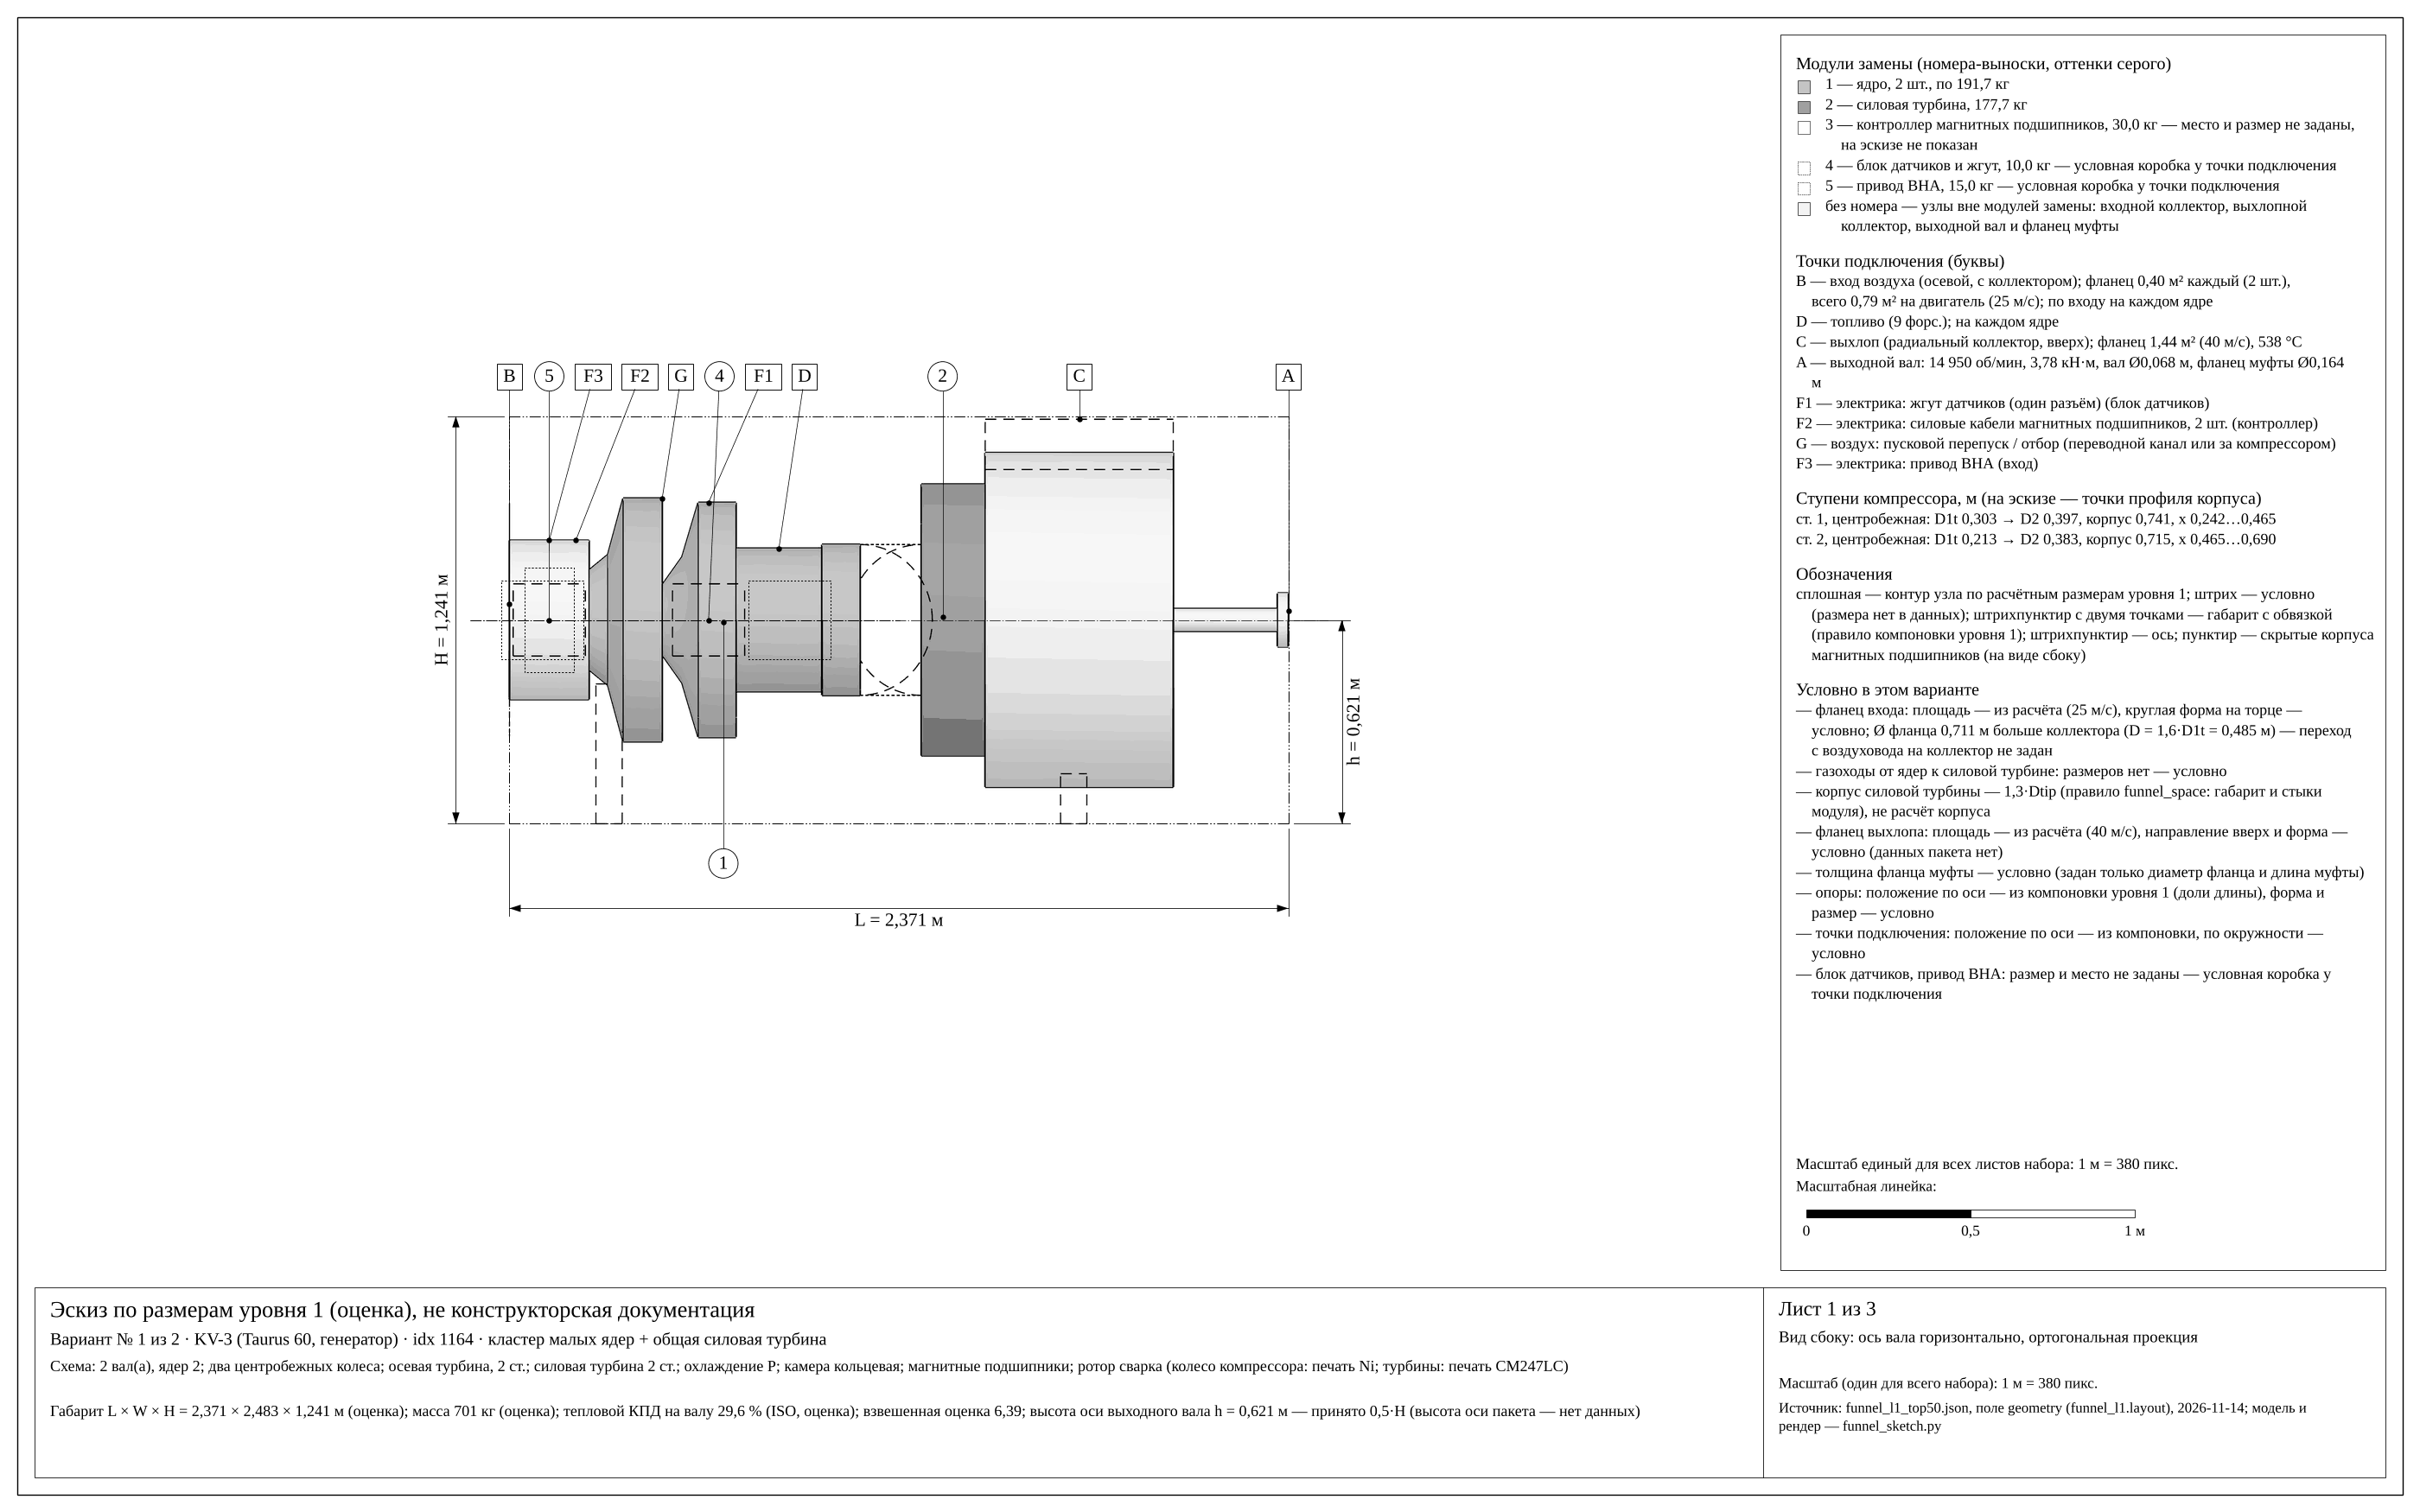 Модули замены (номера-выноски, оттенки серого)
1 — ядро, 2 шт., по 191,7 кг
2 — силовая турбина, 177,7 кг
3 — контроллер магнитных подшипников, 30,0 кг — место и размер не заданы,
на эскизе не показан
4 — блок датчиков и жгут, 10,0 кг — условная коробка у точки подключения
5 — привод ВНА, 15,0 кг — условная коробка у точки подключения
без номера — узлы вне модулей замены: входной коллектор, выхлопной
коллектор, выходной вал и фланец муфты
Точки подключения (буквы)
B — вход воздуха (осевой, с коллектором); фланец 0,40 м² каждый (2 шт.),
всего 0,79 м² на двигатель (25 м/с); по входу на каждом ядре
D — топливо (9 форс.); на каждом ядре
C — выхлоп (радиальный коллектор, вверх); фланец 1,44 м² (40 м/с), 538 °C
A — выходной вал: 14 950 об/мин, 3,78 кН·м, вал Ø0,068 м, фланец муфты Ø0,164
м
F1 — электрика: жгут датчиков (один разъём) (блок датчиков)
F2 — электрика: силовые кабели магнитных подшипников, 2 шт. (контроллер)
G — воздух: пусковой перепуск / отбор (переводной канал или за компрессором)
F3 — электрика: привод ВНА (вход)
Ступени компрессора, м (на эскизе — точки профиля корпуса)
ст. 1, центробежная: D1t 0,303 → D2 0,397, корпус 0,741, x 0,242…0,465
ст. 2, центробежная: D1t 0,213 → D2 0,383, корпус 0,715, x 0,465…0,690
Обозначения
сплошная — контур узла по расчётным размерам уровня 1; штрих — условно
(размера нет в данных); штрихпунктир с двумя точками — габарит с обвязкой
(правило компоновки уровня 1); штрихпунктир — ось; пунктир — скрытые корпуса
магнитных подшипников (на виде сбоку)
Условно в этом варианте
— фланец входа: площадь — из расчёта (25 м/с), круглая форма на торце —
условно; Ø фланца 0,711 м больше коллектора (D = 1,6·D1t = 0,485 м) — переход
с воздуховода на коллектор не задан
— газоходы от ядер к силовой турбине: размеров нет — условно
— корпус силовой турбины — 1,3·Dtip (правило funnel_space: габарит и стыки
модуля), не расчёт корпуса
— фланец выхлопа: площадь — из расчёта (40 м/с), направление вверх и форма —
условно (данных пакета нет)
— толщина фланца муфты — условно (задан только диаметр фланца и длина муфты)
— опоры: положение по оси — из компоновки уровня 1 (доли длины), форма и
размер — условно
— точки подключения: положение по оси — из компоновки, по окружности —
условно
— блок датчиков, привод ВНА: размер и место не заданы — условная коробка у
точки подключения
Масштаб единый для всех листов набора: 1 м = 380 пикс.
Масштабная линейка:
0 0,5 1 м
B 5 F3 F2 G 4 F1 D 2 C A
H = 1,241 м
h = 0,621 м
1
L = 2,371 м
Эскиз по размерам уровня 1 (оценка), не конструкторская документация
Вариант № 1 из 2 · KV-3 (Taurus 60, генератор) · idx 1164 · кластер малых ядер + общая силовая турбина
Схема: 2 вал(а), ядер 2; два центробежных колеса; осевая турбина, 2 ст.; силовая турбина 2 ст.; охлаждение P; камера кольцевая; магнитные подшипники; ротор сварка (колесо компрессора: печать Ni; турбины: печать CM247LC)
Габарит L × W × H = 2,371 × 2,483 × 1,241 м (оценка); масса 701 кг (оценка); тепловой КПД на валу 29,6 % (ISO, оценка); взвешенная оценка 6,39; высота оси выходного вала h = 0,621 м — принято 0,5·H (высота оси пакета — нет данных)
Лист 1 из 3
Вид сбоку: ось вала горизонтально, ортогональная проекция
Масштаб (один для всего набора): 1 м = 380 пикс.
Источник: funnel_l1_top50.json, поле geometry (funnel_l1.layout), 2026-11-14; модель и
рендер — funnel_sketch.py